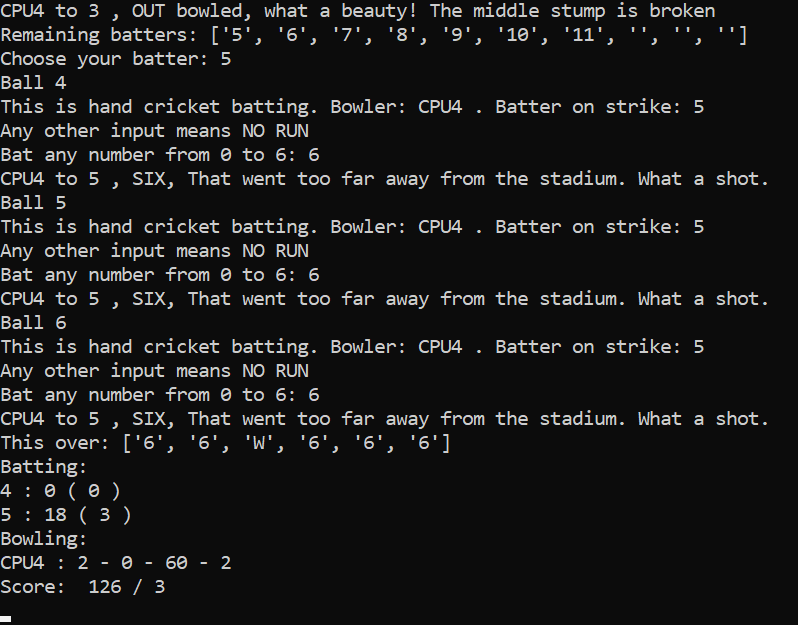 CPU4 to 3 , OUT bowled, what a beauty! The middle stump is broken
Remaining batters: ['5', '6', '7', '8', '9', '10', '11', '', '', '']
Choose your batter: 5
Ball 4
This is hand cricket batting. Bowler: CPU4 . Batter on strike: 5
Any other input means NO RUN
Bat any number from 0 to 6: 6
CPU4 to 5 , SIX, That went too far away from the stadium. What a shot.
Ball 5
This is hand cricket batting. Bowler: CPU4 . Batter on strike: 5
Any other input means NO RUN
Bat any number from 0 to 6: 6
CPU4 to 5 , SIX, That went too far away from the stadium. What a shot.
Ball 6
This is hand cricket batting. Bowler: CPU4 . Batter on strike: 5
Any other input means NO RUN
Bat any number from 0 to 6: 6
CPU4 to 5 , SIX, That went too far away from the stadium. What a shot.
This over: ['6', '6', 'W', '6', '6', '6']
Batting:
4 : 0 ( 0 )
5 : 18 ( 3 )
Bowling:
CPU4 : 2 - 0 - 60 - 2
Score:  126 / 3